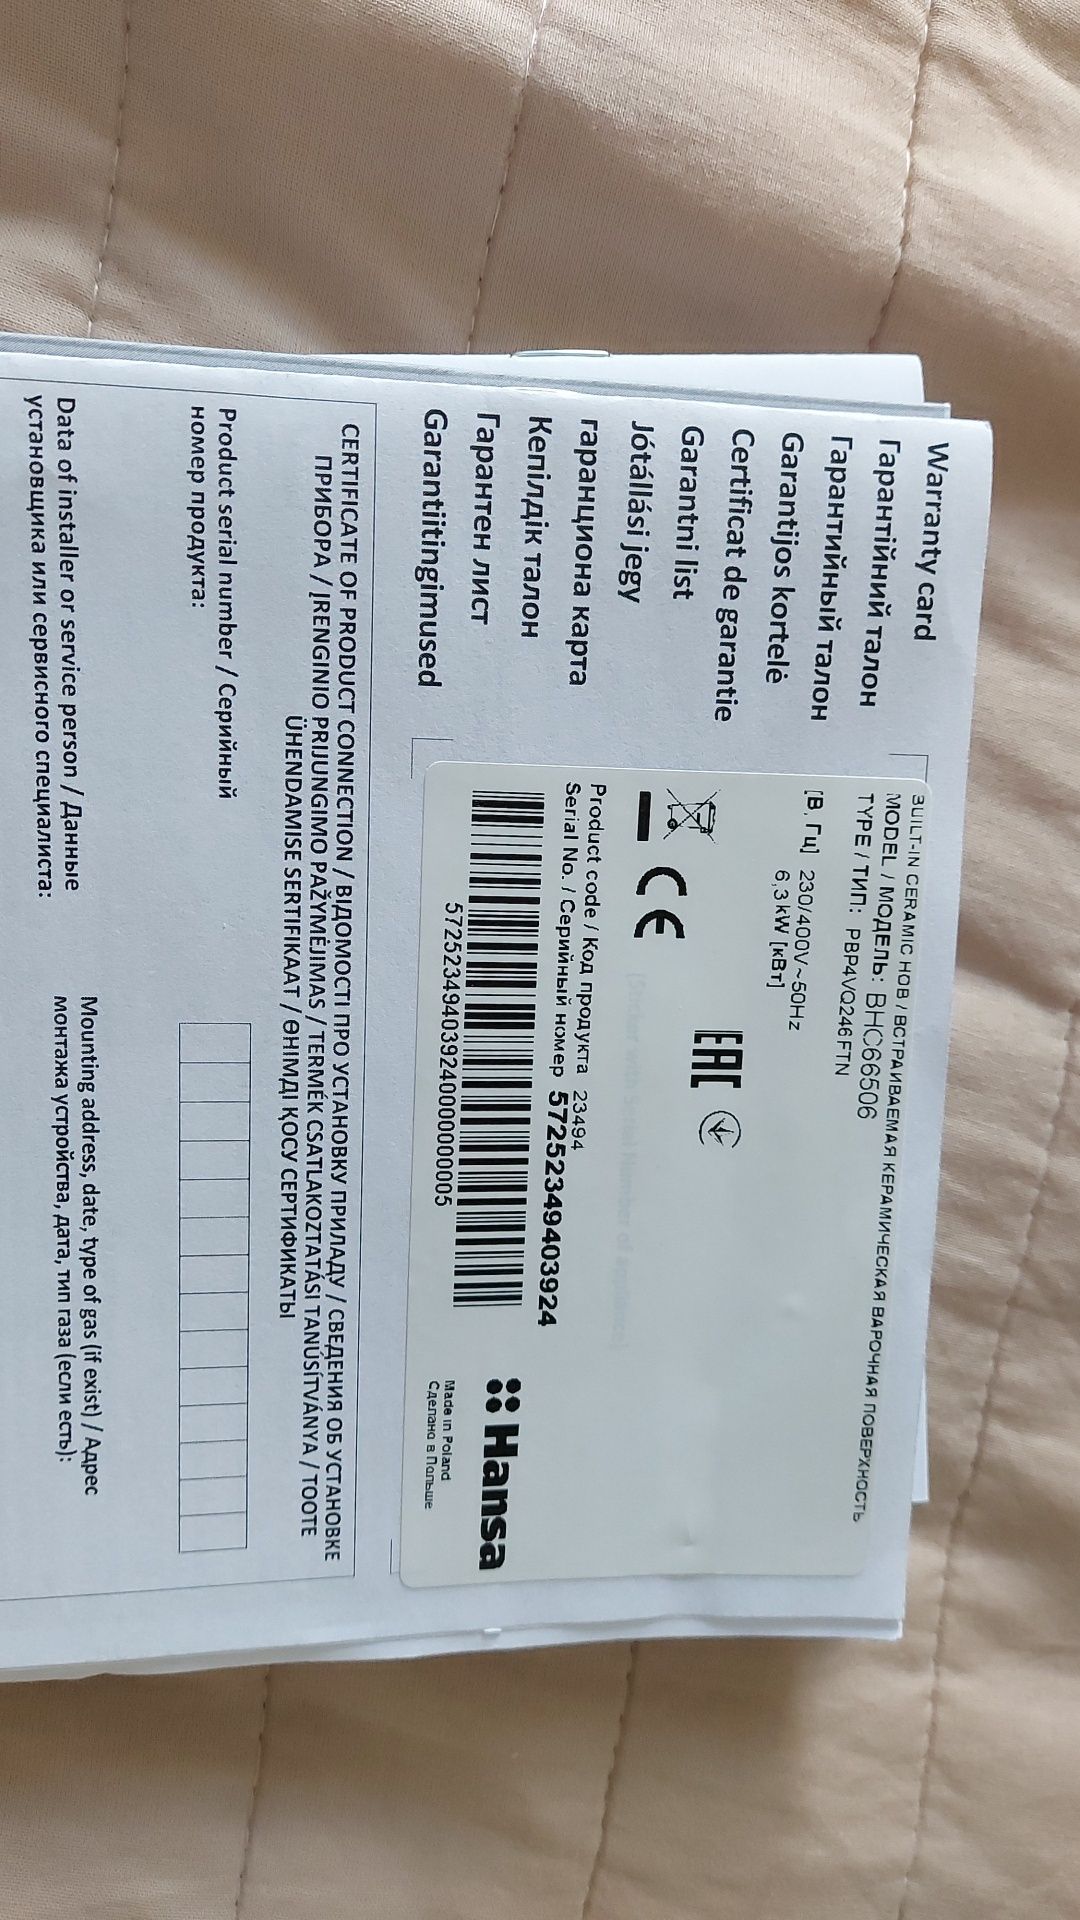 Warranty card
Гарантійний талон
Гарантийный талон
Garantijos kortelė
Certificat de garantie
Garantni list
Jótállási jegy
гаранциона карта
Кепілдік талон
Гарантен лист
Garantiitingimused
BUILT-IN CERAMIC HOB / ВСТРАИВАЕМАЯ КЕРАМИЧЕСКАЯ ВАРОЧНАЯ ПОВЕРХНОСТЬ
MODEL / МОДЕЛЬ: BHC66506
TYPE / ТИП: PBP4VQ246FTN
[В, Гц] 230/400V~50Hz
6,3 kW [кВт]
CE
EAC
Product code / Код продукта 23494
Serial No. / Серийный номер 57252349403924
5725234940392400000000005
Hansa
Made in Poland
Сделано в Польше
CERTIFICATE OF PRODUCT CONNECTION / ВІДОМОСТІ ПРО УСТАНОВКУ ПРИЛАДУ / СВЕДЕНИЯ ОБ УСТАНОВКЕ
ПРИБОРА / ĮRENGINIO PRIJUNGIMO PAŽYMĖJIMAS / TERMÉK CSATLAKOZTATÁSI TANÚSÍTVÁNYA / TOOTE
ÜHENDAMISE SERTIFIKAAT / ӨНІМДІ ҚОСУ СЕРТИФИКАТЫ
Product serial number / Серийный
номер продукта:
Data of installer or service person / Данные
установщика или сервисного специалиста:
Mounting address, date, type of gas (if exist) / Адрес
монтажа устройства, дата, тип газа (если есть):